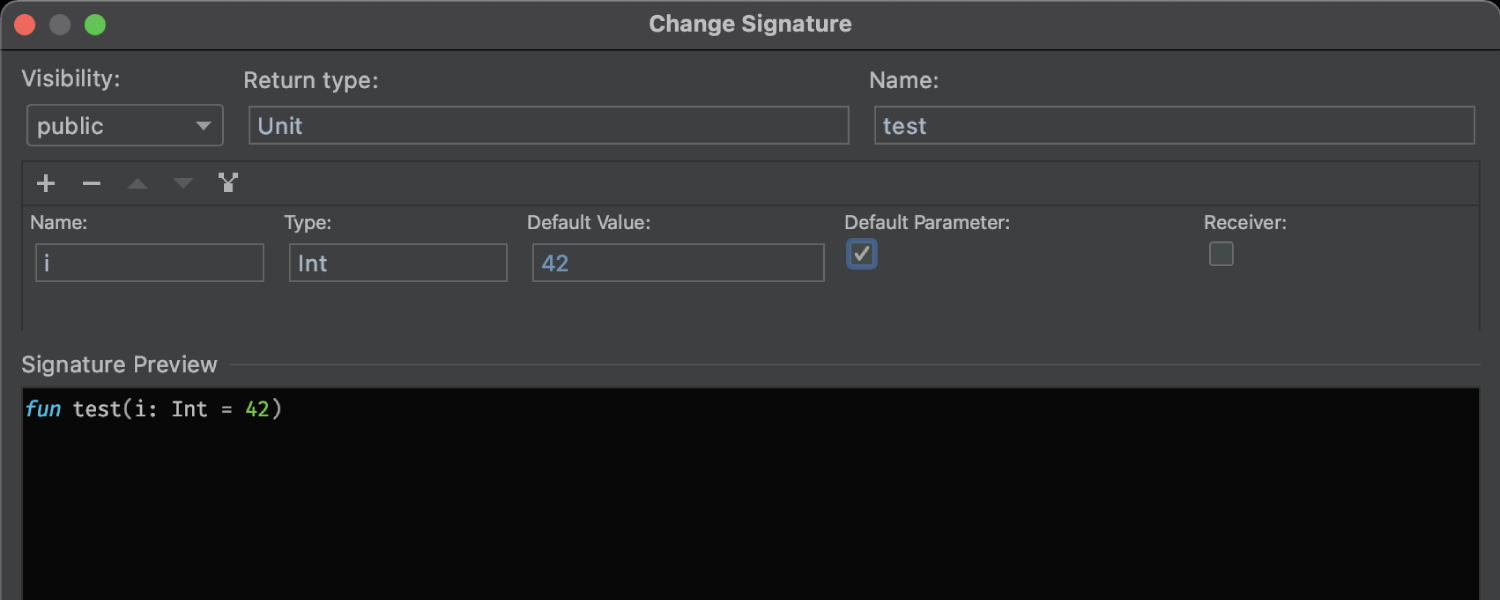 Change Signature
Visibility: Return type: Name:
public Unit test
Name: Type: Default Value: Default Parameter: Receiver:
i Int 42
Signature Preview
fun test(i: Int = 42)